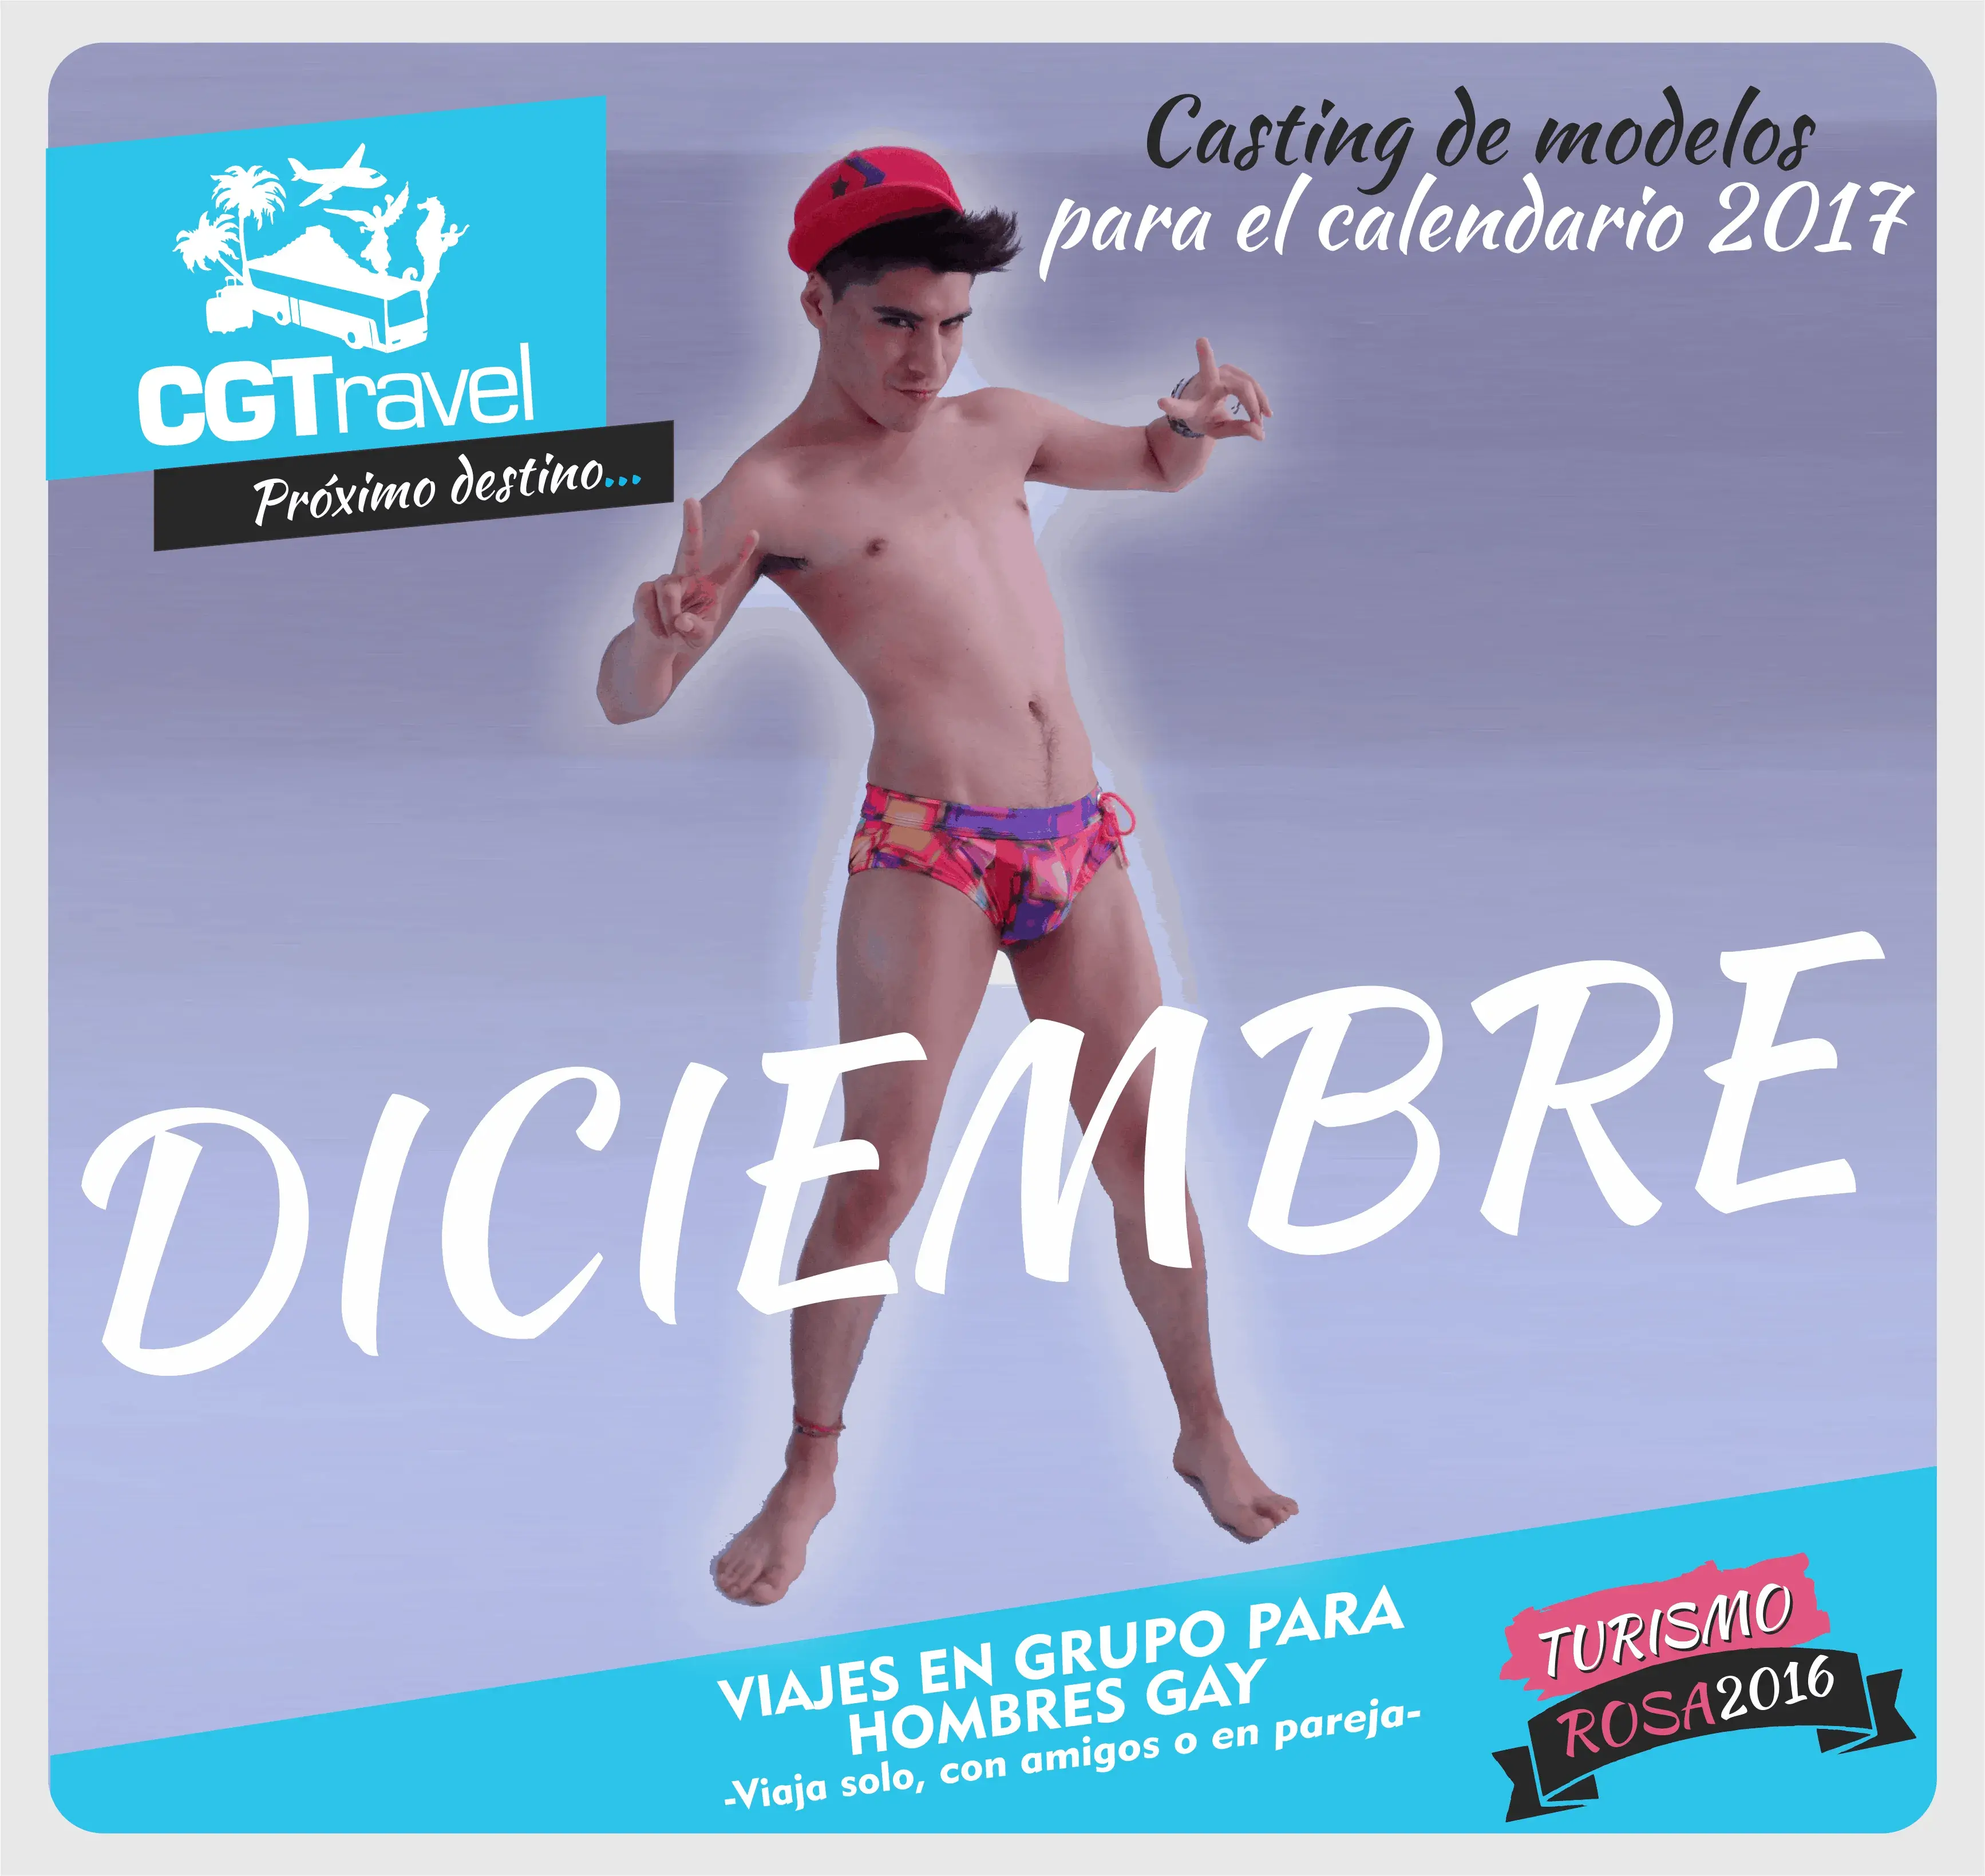 Casting de modelos
para el calendario 2017
CGTravel
Próximo destino...
DICIEMBRE
VIAJES EN GRUPO PARA
HOMBRES GAY
-Viaja solo, con amigos o en pareja-
TURISMO
ROSA2016